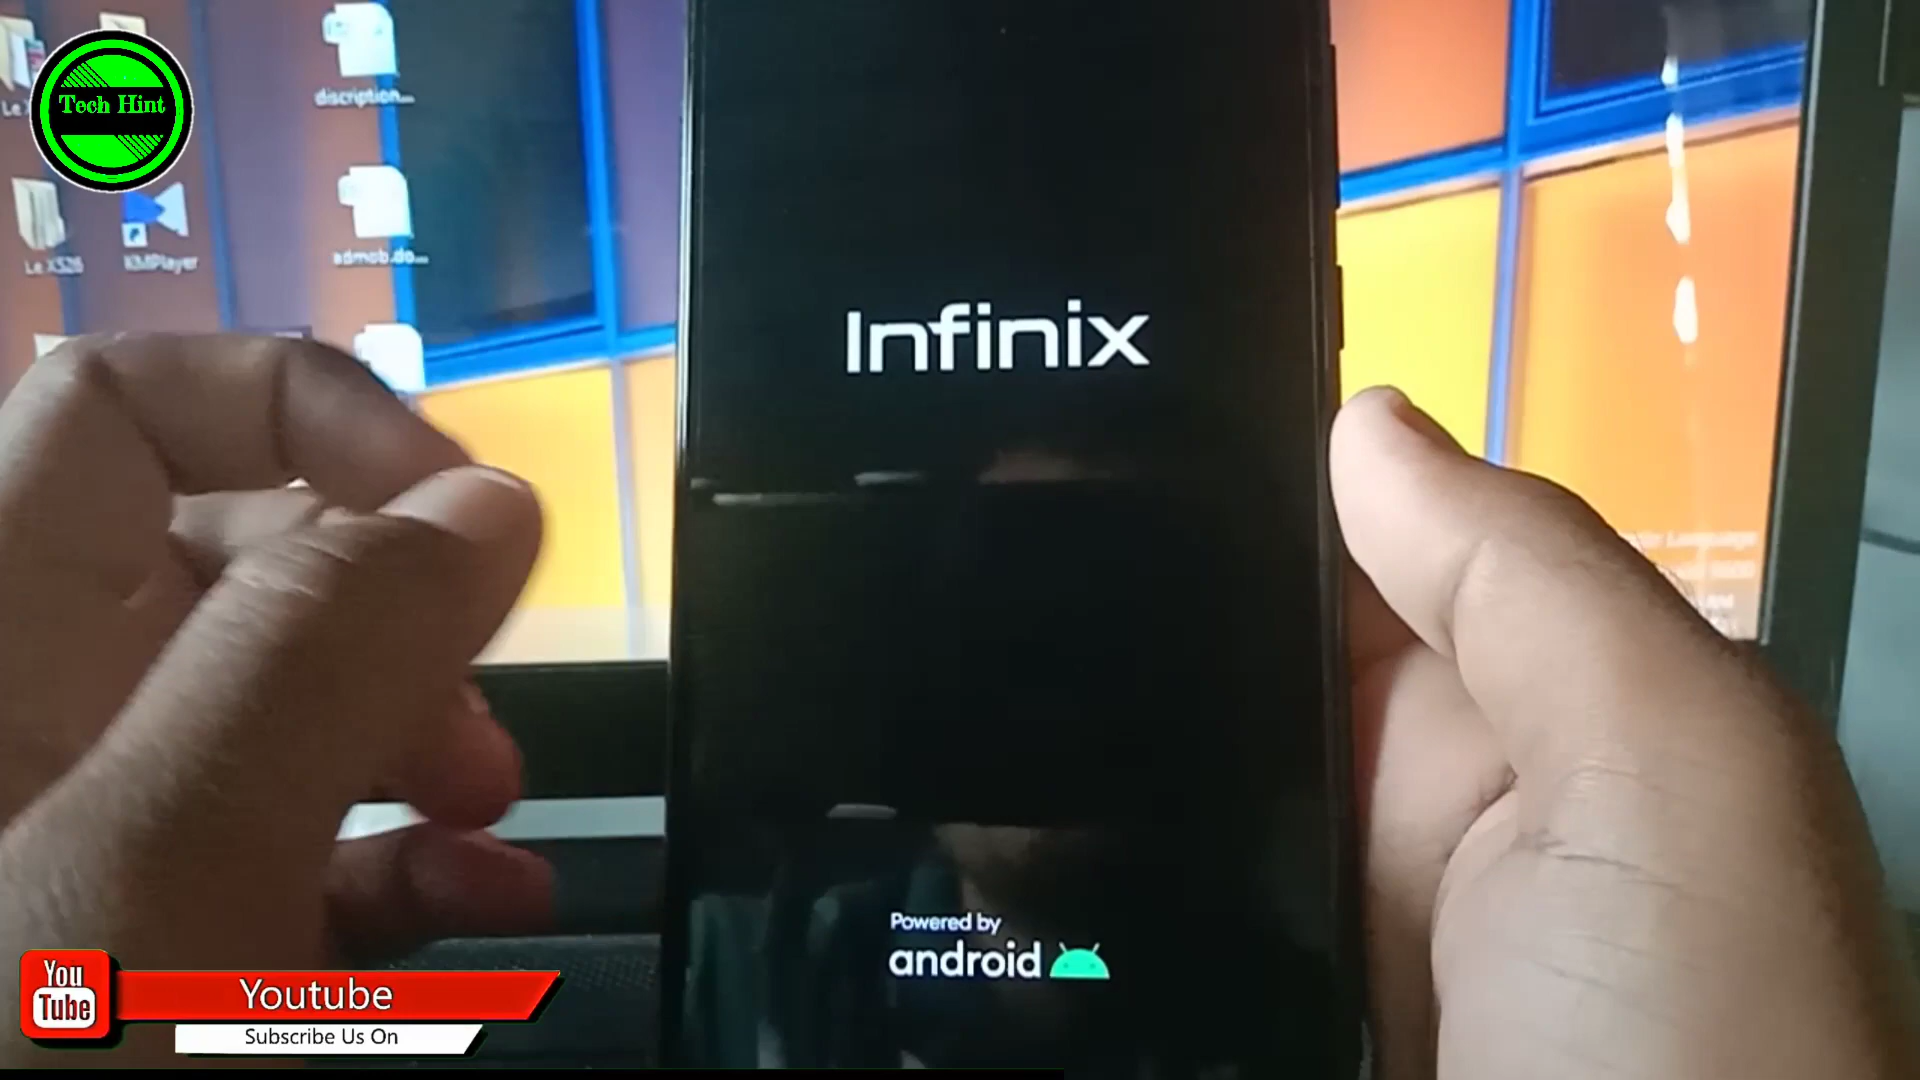 Tech Hint
discription...
admob.do...
Le X526
KMPlayer
Infinix
Powered by
android
You
Tube
Youtube
Subscribe Us On